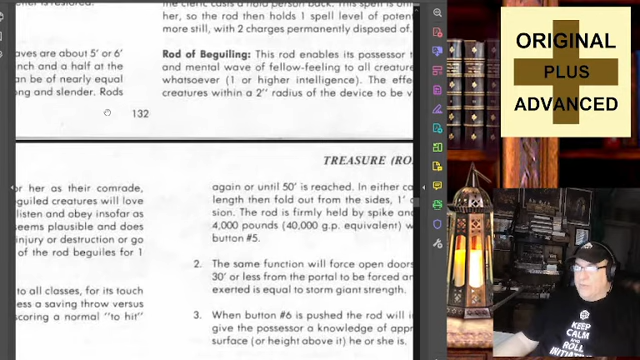 the cleric casts a hold person back. This spell is
her, so the rod then holds 1 spell level of potent
more still, with 2 charges permanently disposed of.
aves are about 5' or 6'
nch and a half at the
an be of nearly equal
ong and slender. Rods
Rod of Beguiling: This rod enables its possessor t
and mental wave of fellow-feeling to all creature
whatsoever (1 or higher intelligence). The effe
creatures within a 2" radius of the device to be v
132
TREASURE (RO
or her as their comrade,
eguiled creatures will love
listen and obey insofar as
seems plausible and does
injury or destruction or go
of the rod beguiles for 1
to all classes, for its touch
ess a saving throw versus
scoring a normal "to hit"
again or until 50' is reached. In either ca
length then fold out from the sides, 1' a
sion. The rod is firmly held by spike and
4,000 pounds (40,000 g.p. equivalent) w
button #5.
2. The same function will force open doors
30' or less from the portal to be forced an
exerted is equal to storm giant strength.
3. When button #6 is pushed the rod will i
give the possessor a knowledge of appr
surface (or height above it) he or she is.
ORIGINAL
PLUS
ADVANCED
KEEP
CALM
AND
ROLL
INITIATIVE